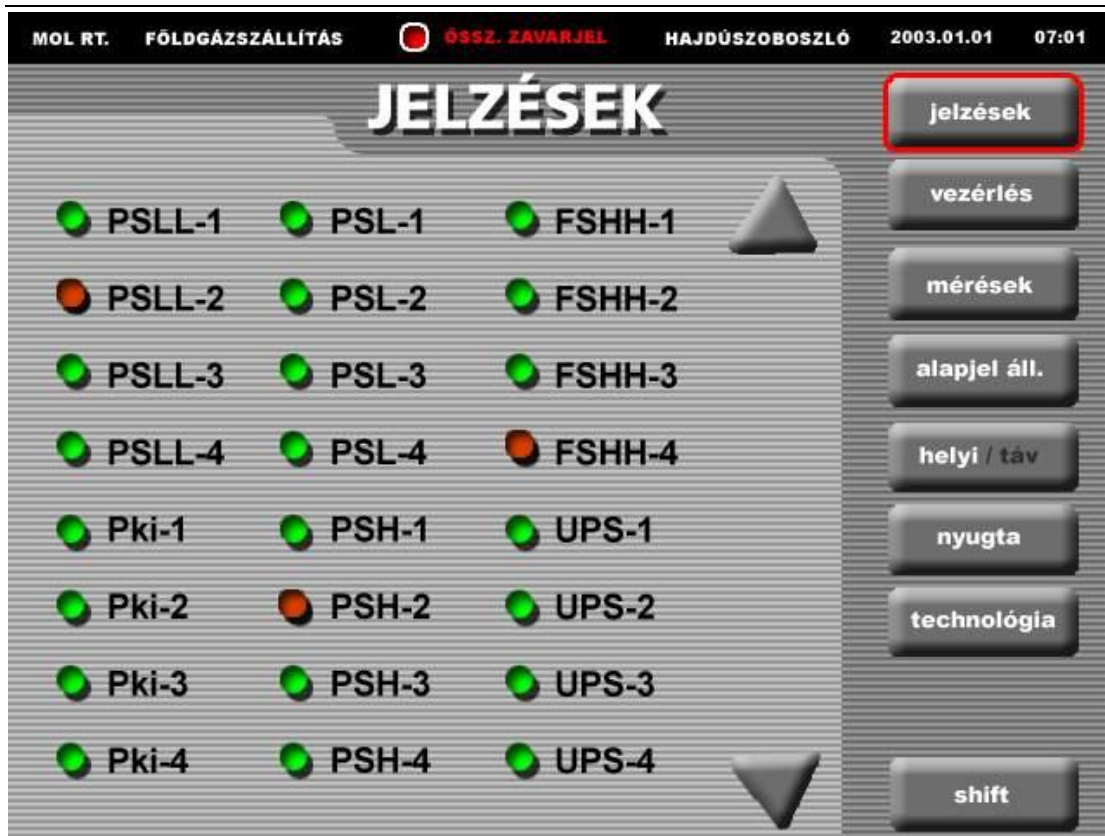 MOL RT. FÖLDGÁZSZÁLLÍTÁS ÖSSZ. ZAVARJEL HAJDÚSZOBOSZLÓ 2003.01.01 07:01
JELZÉSEK
PSLL-1 PSL-1 FSHH-1
PSLL-2 PSL-2 FSHH-2
PSLL-3 PSL-3 FSHH-3
PSLL-4 PSL-4 FSHH-4
Pki-1 PSH-1 UPS-1
Pki-2 PSH-2 UPS-2
Pki-3 PSH-3 UPS-3
Pki-4 PSH-4 UPS-4
jelzések
vezérlés
mérések
alapjel áll.
helyi / táv
nyugta
technológia
shift